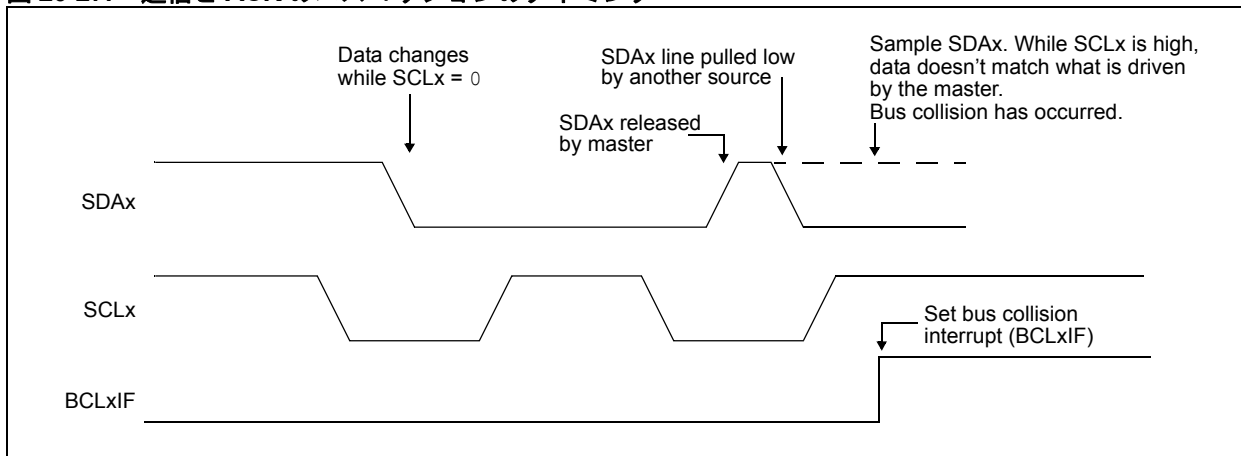 Data changes
while SCLx = 0
SDAx line pulled low
by another source
Sample SDAx. While SCLx is high,
data doesn't match what is driven
by the master.
Bus collision has occurred.
SDAx released
by master
SDAx
SCLx
Set bus collision
interrupt (BCLxIF)
BCLxIF